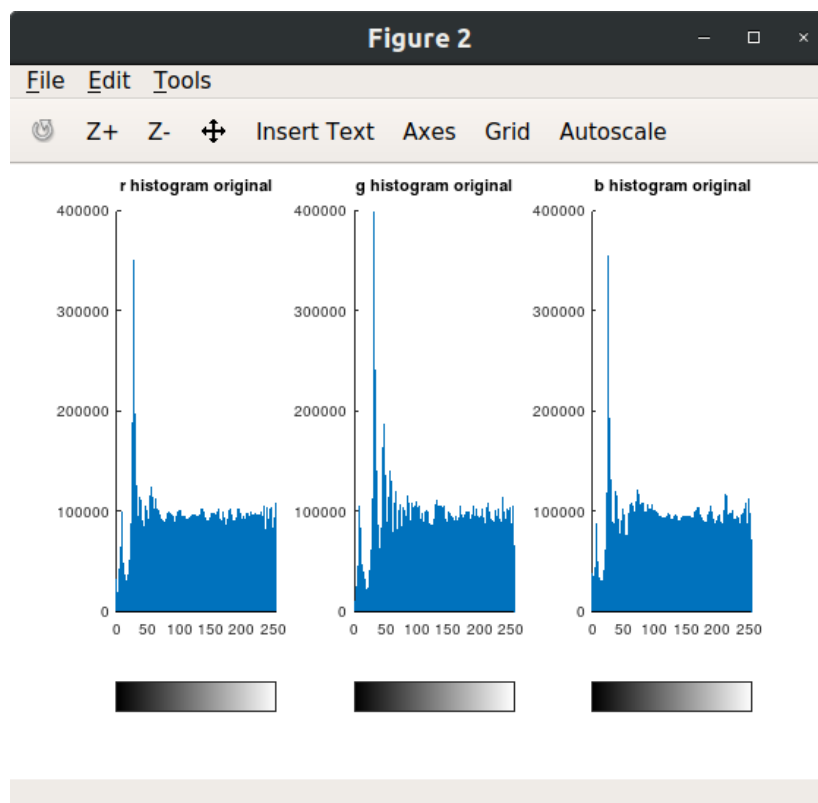 Figure 2
File Edit Tools
Z+ Z- Insert Text Axes Grid Autoscale
r histogram original
400000
300000
200000
100000
0
0 50 100 150 200 250
g histogram original
400000
300000
200000
100000
0
0 50 100 150 200 250
b histogram original
400000
300000
200000
100000
0
0 50 100 150 200 250